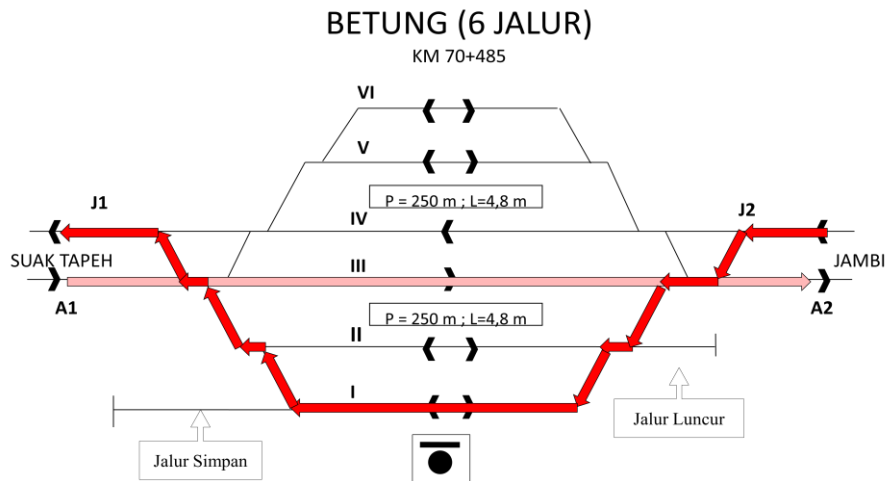 BETUNG (6 JALUR)
KM 70+485
VI
V
P = 250 m ; L=4,8 m
J1
IV
J2
SUAK TAPEH
III
JAMBI
A1
A2
P = 250 m ; L=4,8 m
II
I
Jalur Luncur
Jalur Simpan